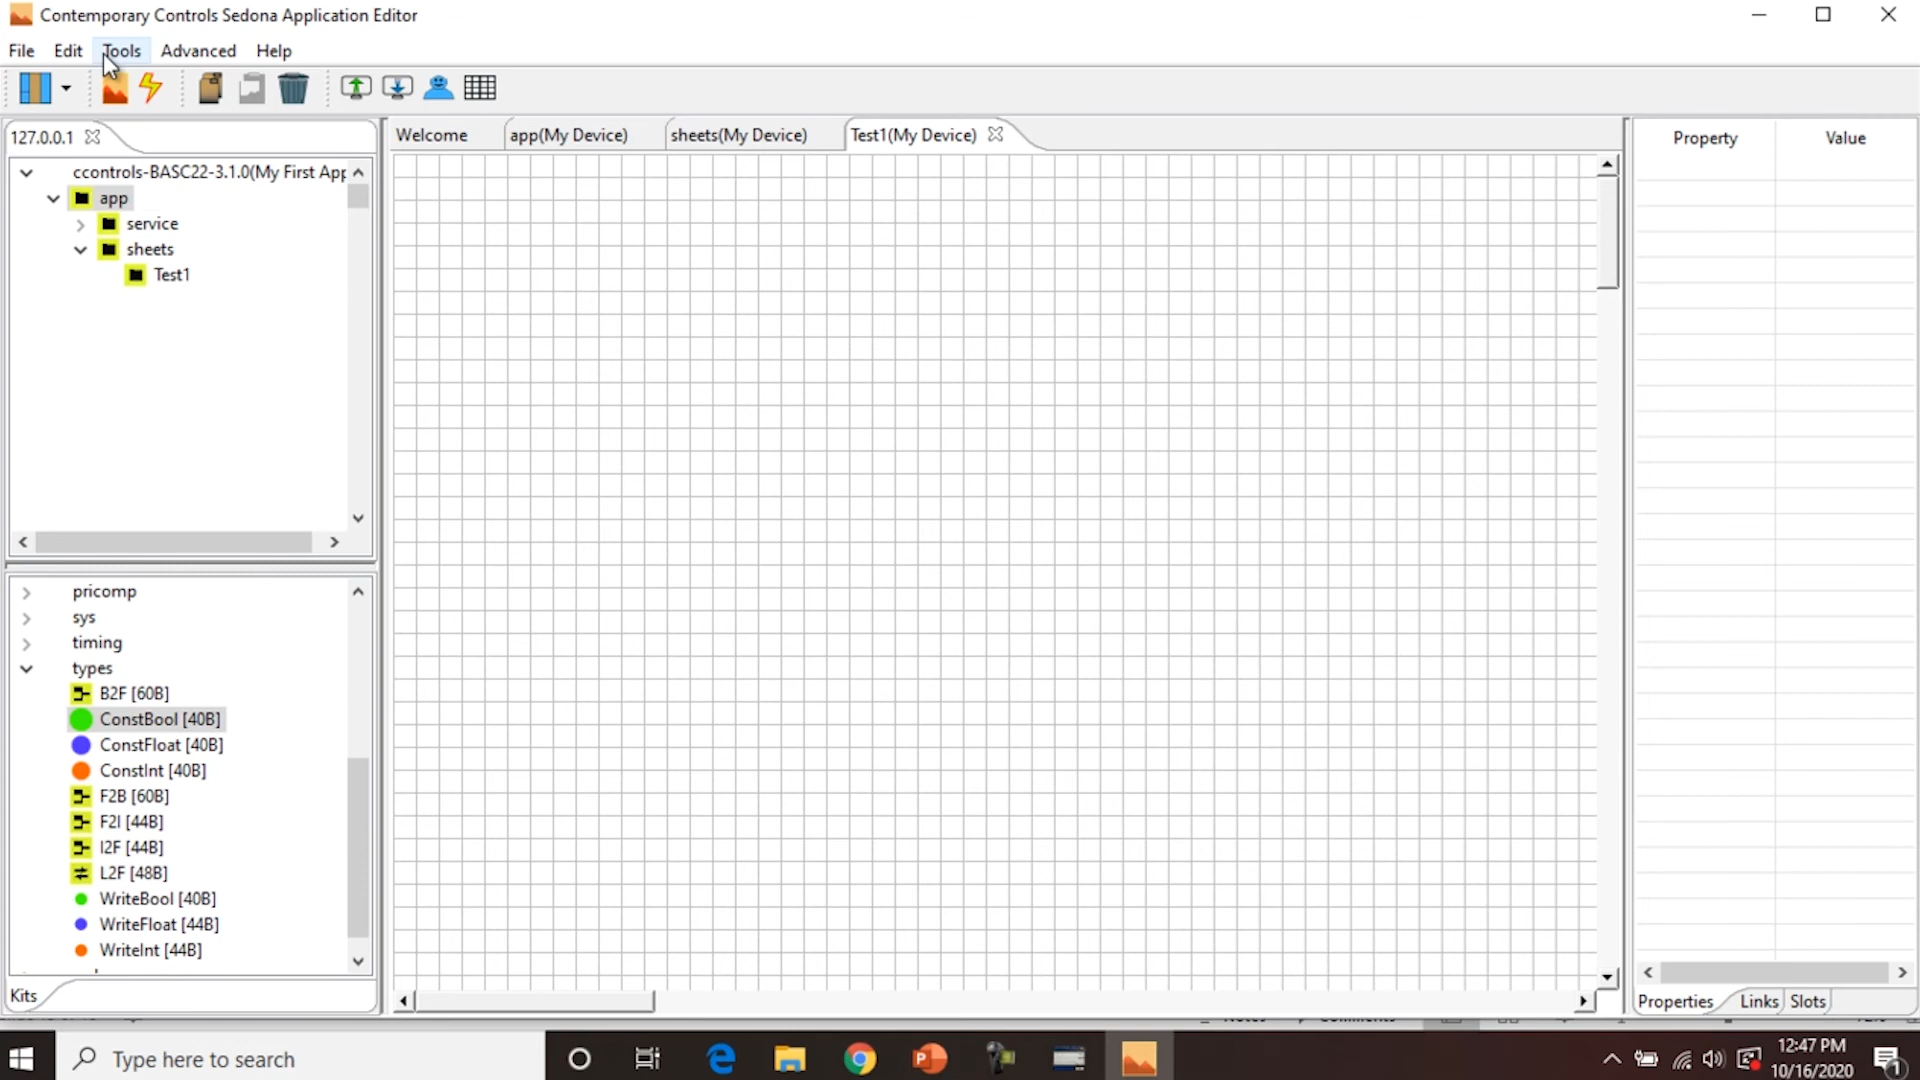 Contemporary Controls Sedona Application Editor
File Edit Tools Advanced Help
127.0.0.1
ccontrols-BASC22-3.1.0(My First App
app
service
sheets
Test1
pricomp
sys
timing
types
B2F [60B]
ConstBool [40B]
ConstFloat [40B]
ConstInt [40B]
F2B [60B]
F2I [44B]
I2F [44B]
L2F [48B]
WriteBool [40B]
WriteFloat [44B]
WriteInt [44B]
Kits
Welcome app(My Device) sheets(My Device) Test1(My Device)
Property Value
Properties Links Slots
Type here to search
12:47 PM
10/16/2020
1